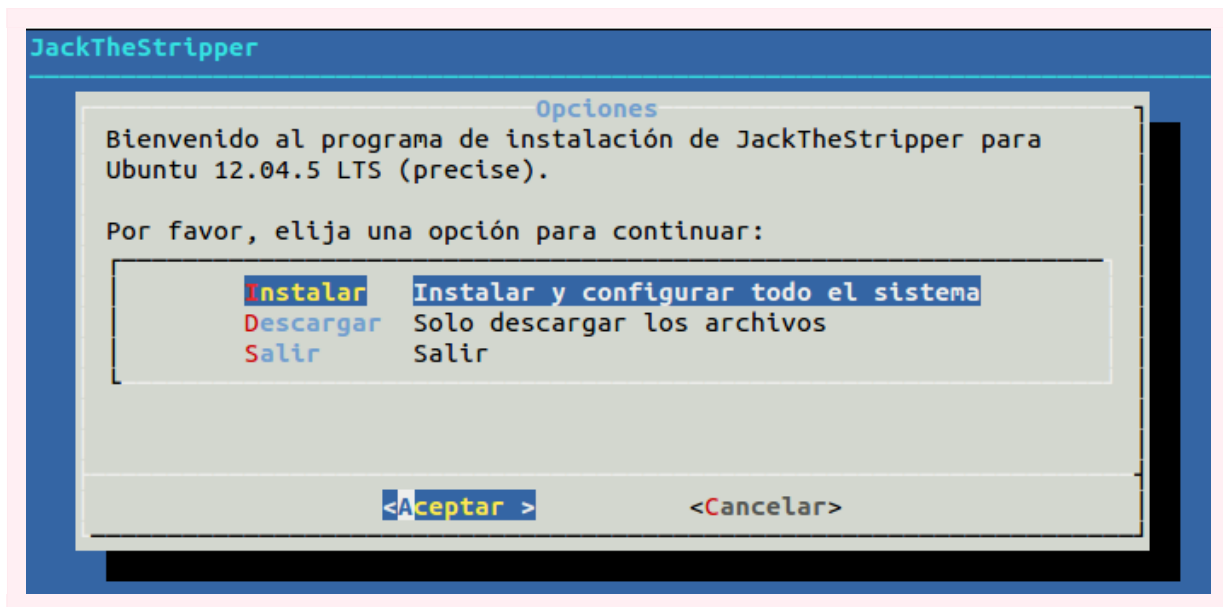 JackTheStripper
Opciones
Bienvenido al programa de instalación de JackTheStripper para
Ubuntu 12.04.5 LTS (precise).
Por favor, elija una opción para continuar:
Instalar Instalar y configurar todo el sistema
Descargar Solo descargar los archivos
Salir Salir
<Aceptar > <Cancelar>